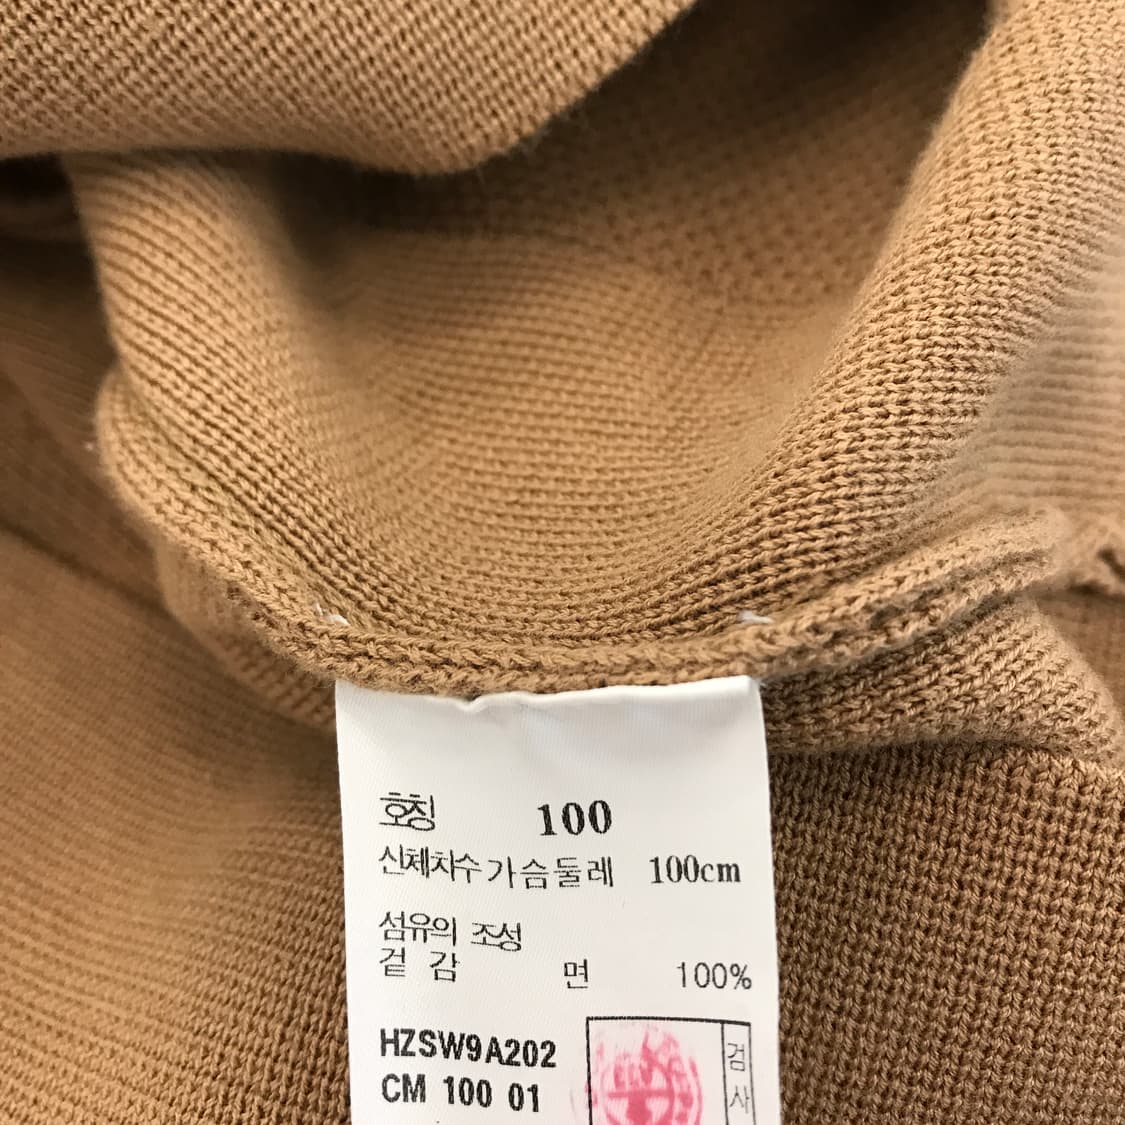 호칭 100
신체치수 가슴둘레 100cm
섬유의 조성
겉감 면 100%
HZSW9A202
CM 100 01
검사